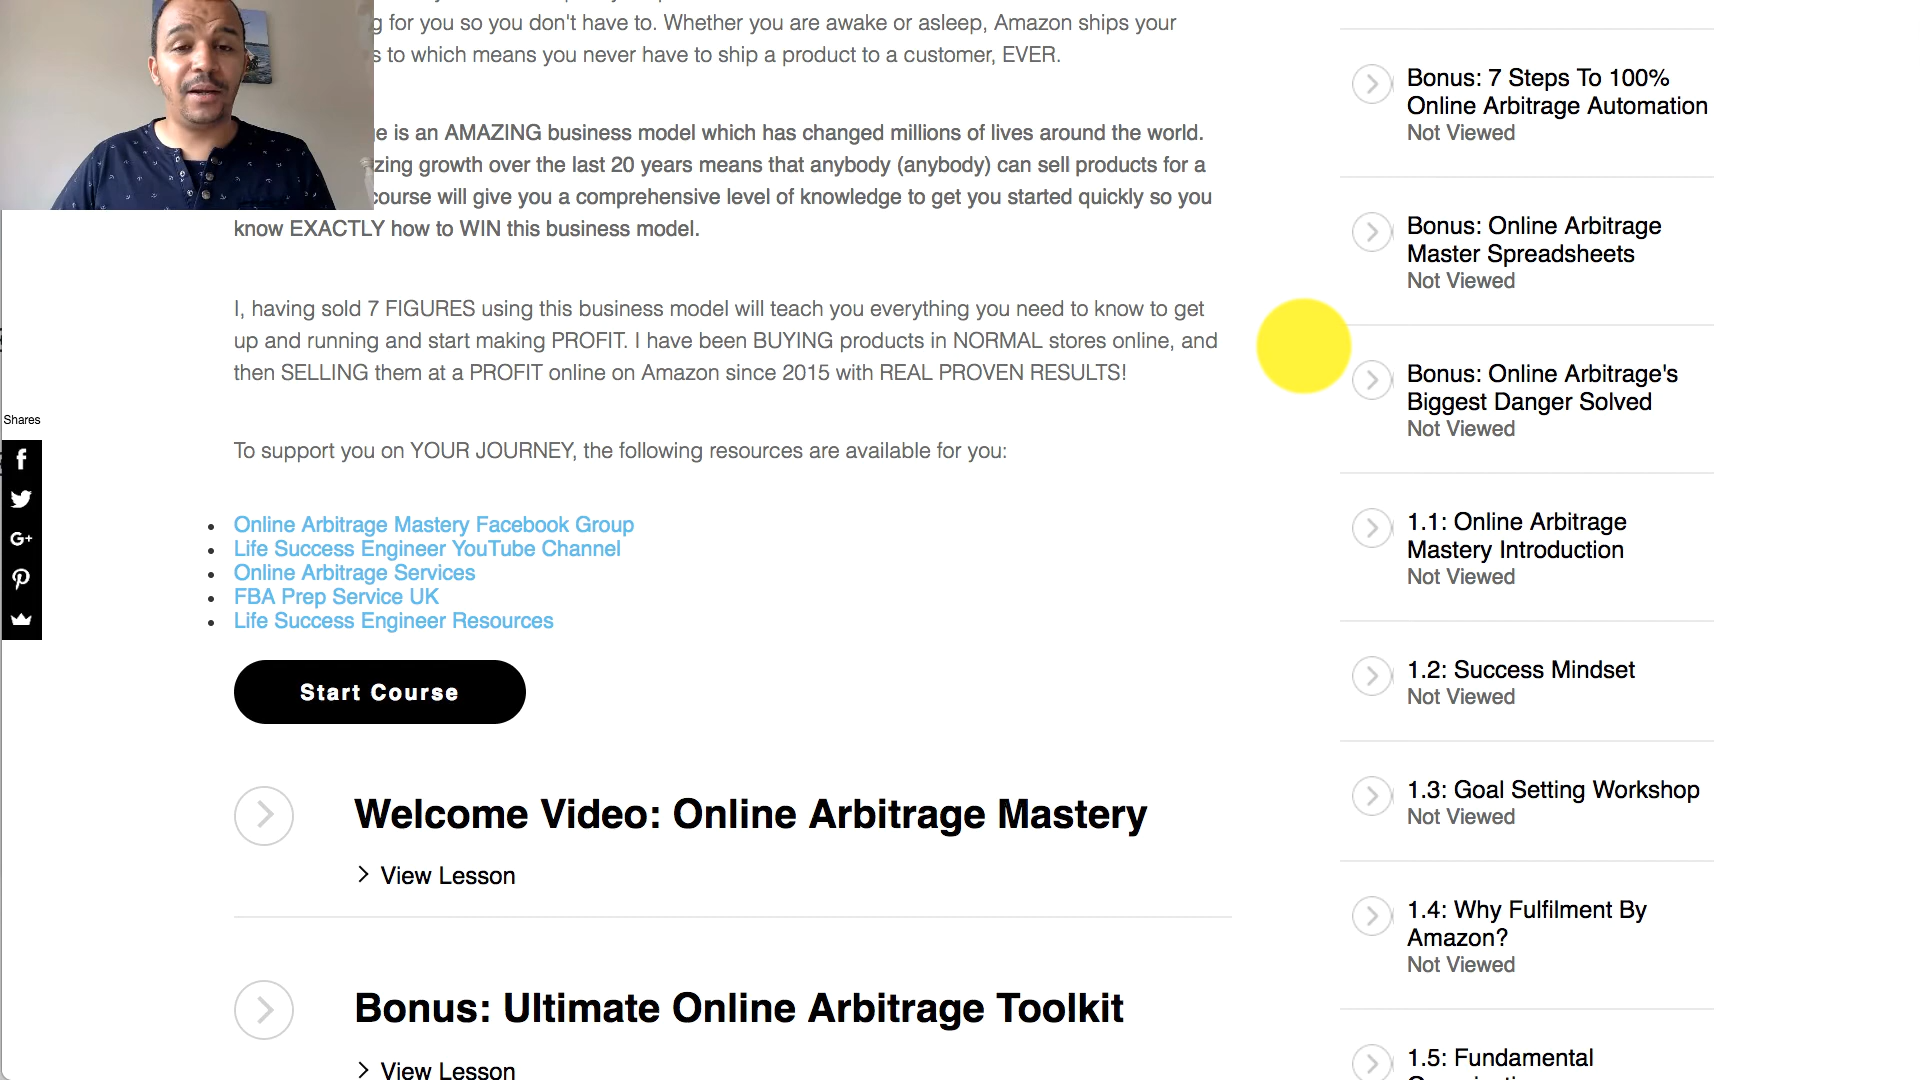 g for you so you don't have to. Whether you are awake or asleep, Amazon ships your
s to which means you never have to ship a product to a customer, EVER.
e is an AMAZING business model which has changed millions of lives around the world.
zing growth over the last 20 years means that anybody (anybody) can sell products for a
course will give you a comprehensive level of knowledge to get you started quickly so you
know EXACTLY how to WIN this business model.
I, having sold 7 FIGURES using this business model will teach you everything you need to know to get
up and running and start making PROFIT. I have been BUYING products in NORMAL stores online, and
then SELLING them at a PROFIT online on Amazon since 2015 with REAL PROVEN RESULTS!
To support you on YOUR JOURNEY, the following resources are available for you:
Online Arbitrage Mastery Facebook Group
Life Success Engineer YouTube Channel
Online Arbitrage Services
FBA Prep Service UK
Life Success Engineer Resources
Start Course
Welcome Video: Online Arbitrage Mastery
View Lesson
Bonus: Ultimate Online Arbitrage Toolkit
View Lesson
Shares
Bonus: 7 Steps To 100%
Online Arbitrage Automation
Not Viewed
Bonus: Online Arbitrage
Master Spreadsheets
Not Viewed
Bonus: Online Arbitrage's
Biggest Danger Solved
Not Viewed
1.1: Online Arbitrage
Mastery Introduction
Not Viewed
1.2: Success Mindset
Not Viewed
1.3: Goal Setting Workshop
Not Viewed
1.4: Why Fulfilment By
Amazon?
Not Viewed
1.5: Fundamental